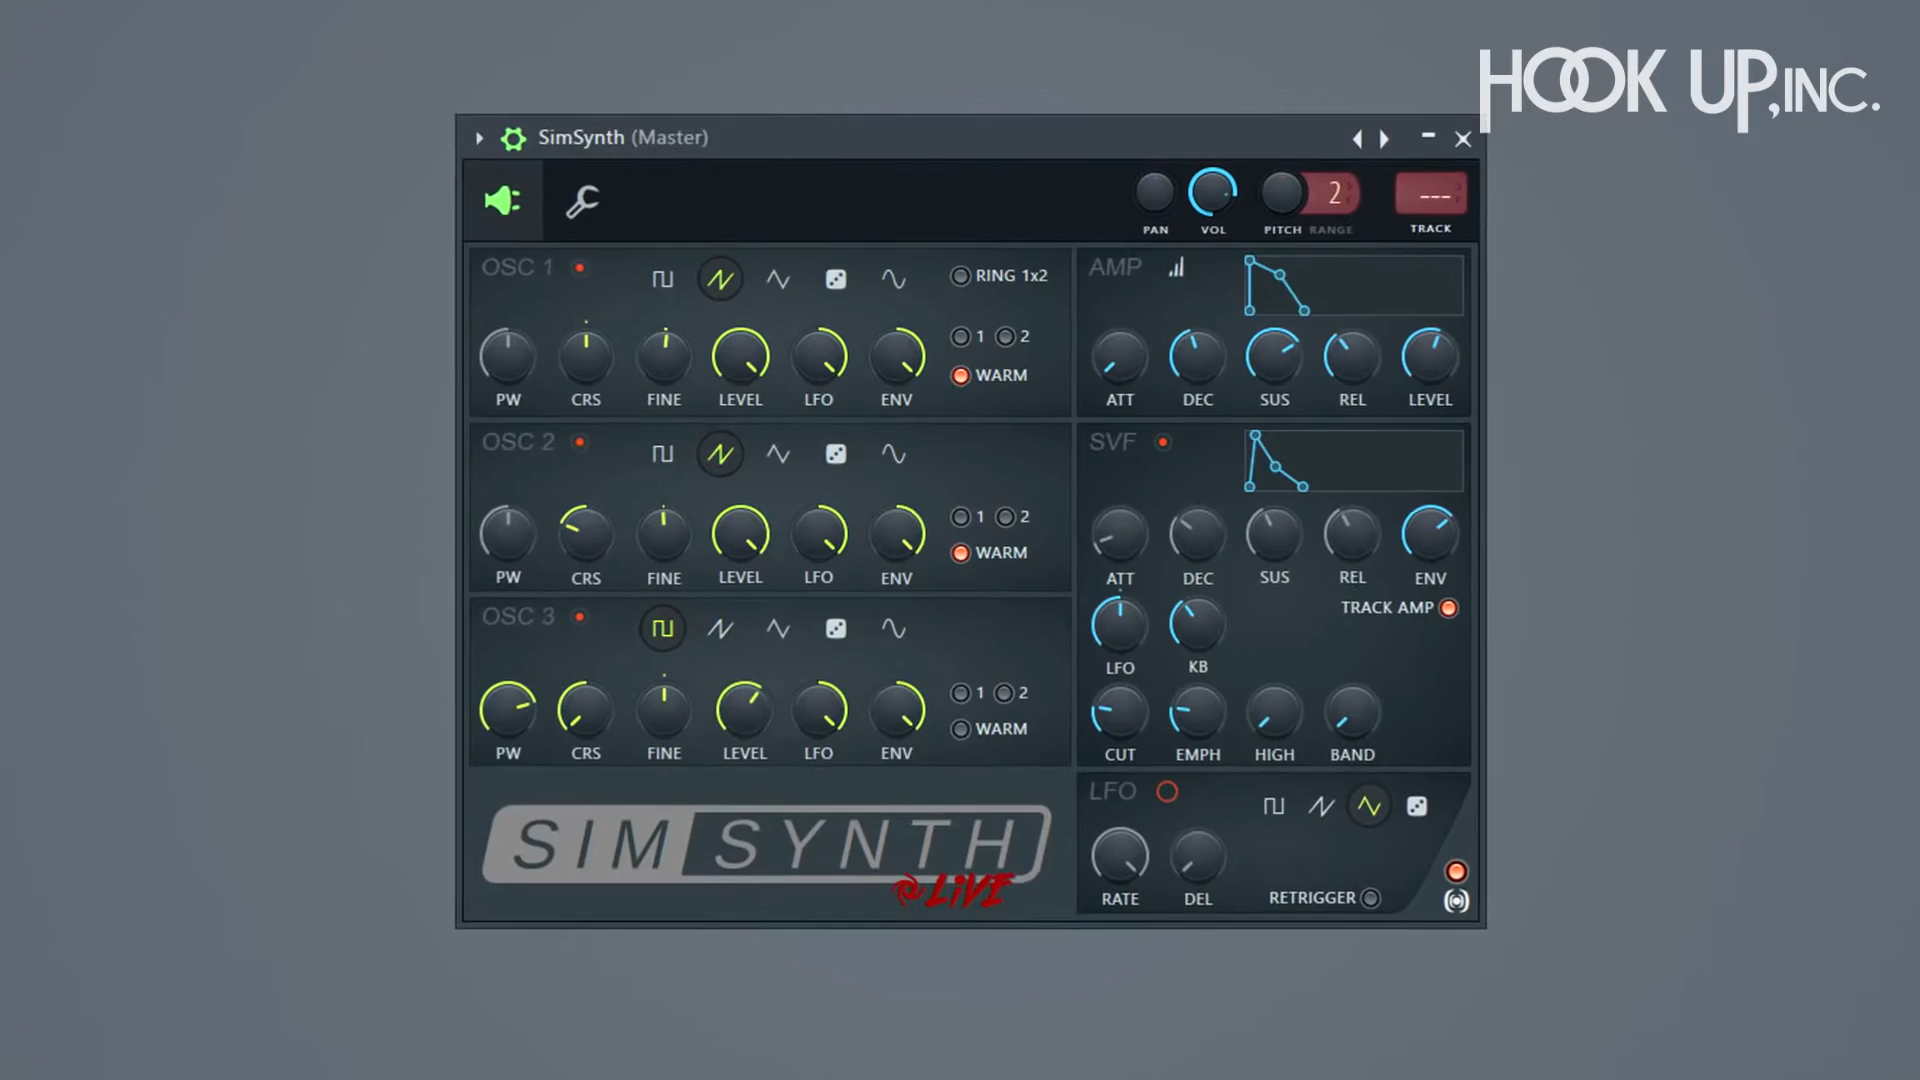 HOOK UP, INC.
SimSynth (Master)
2
---
PAN VOL PITCH RANGE TRACK
OSC 1
RING 1x2
1 2
WARM
PW CRS FINE LEVEL LFO ENV
OSC 2
1 2
WARM
PW CRS FINE LEVEL LFO ENV
OSC 3
1 2
WARM
PW CRS FINE LEVEL LFO ENV
SIM SYNTH
LIVE
AMP
ATT DEC SUS REL LEVEL
SVF
ATT DEC SUS REL ENV
TRACK AMP
LFO KB
CUT EMPH HIGH BAND
LFO
RATE DEL RETRIGGER